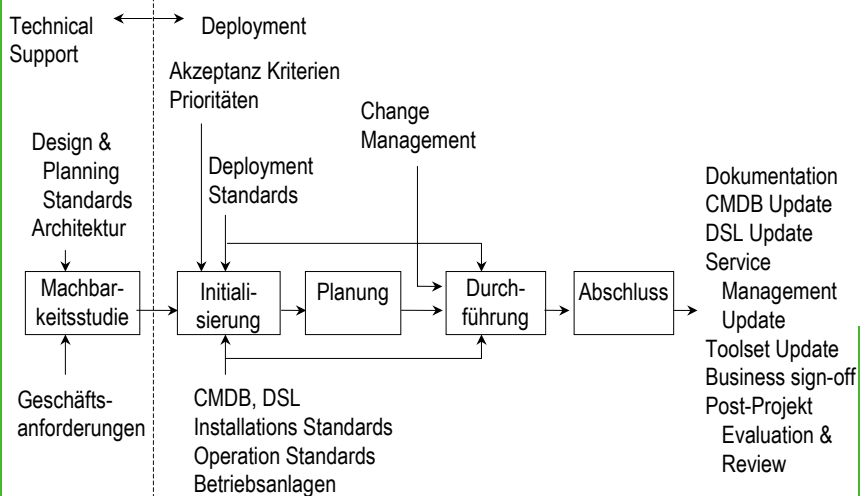 Technical
Support
Deployment
Akzeptanz Kriterien
Prioritäten
Change
Management
Design &
Planning
Standards
Architektur
Deployment
Standards
Machbar-
keitsstudie
Initiali-
sierung
Planung
Durch-
führung
Abschluss
Geschäfts-
anforderungen
CMDB, DSL
Installations Standards
Operation Standards
Betriebsanlagen
Dokumentation
CMDB Update
DSL Update
Service
Management
Update
Toolset Update
Business sign-off
Post-Projekt
Evaluation &
Review